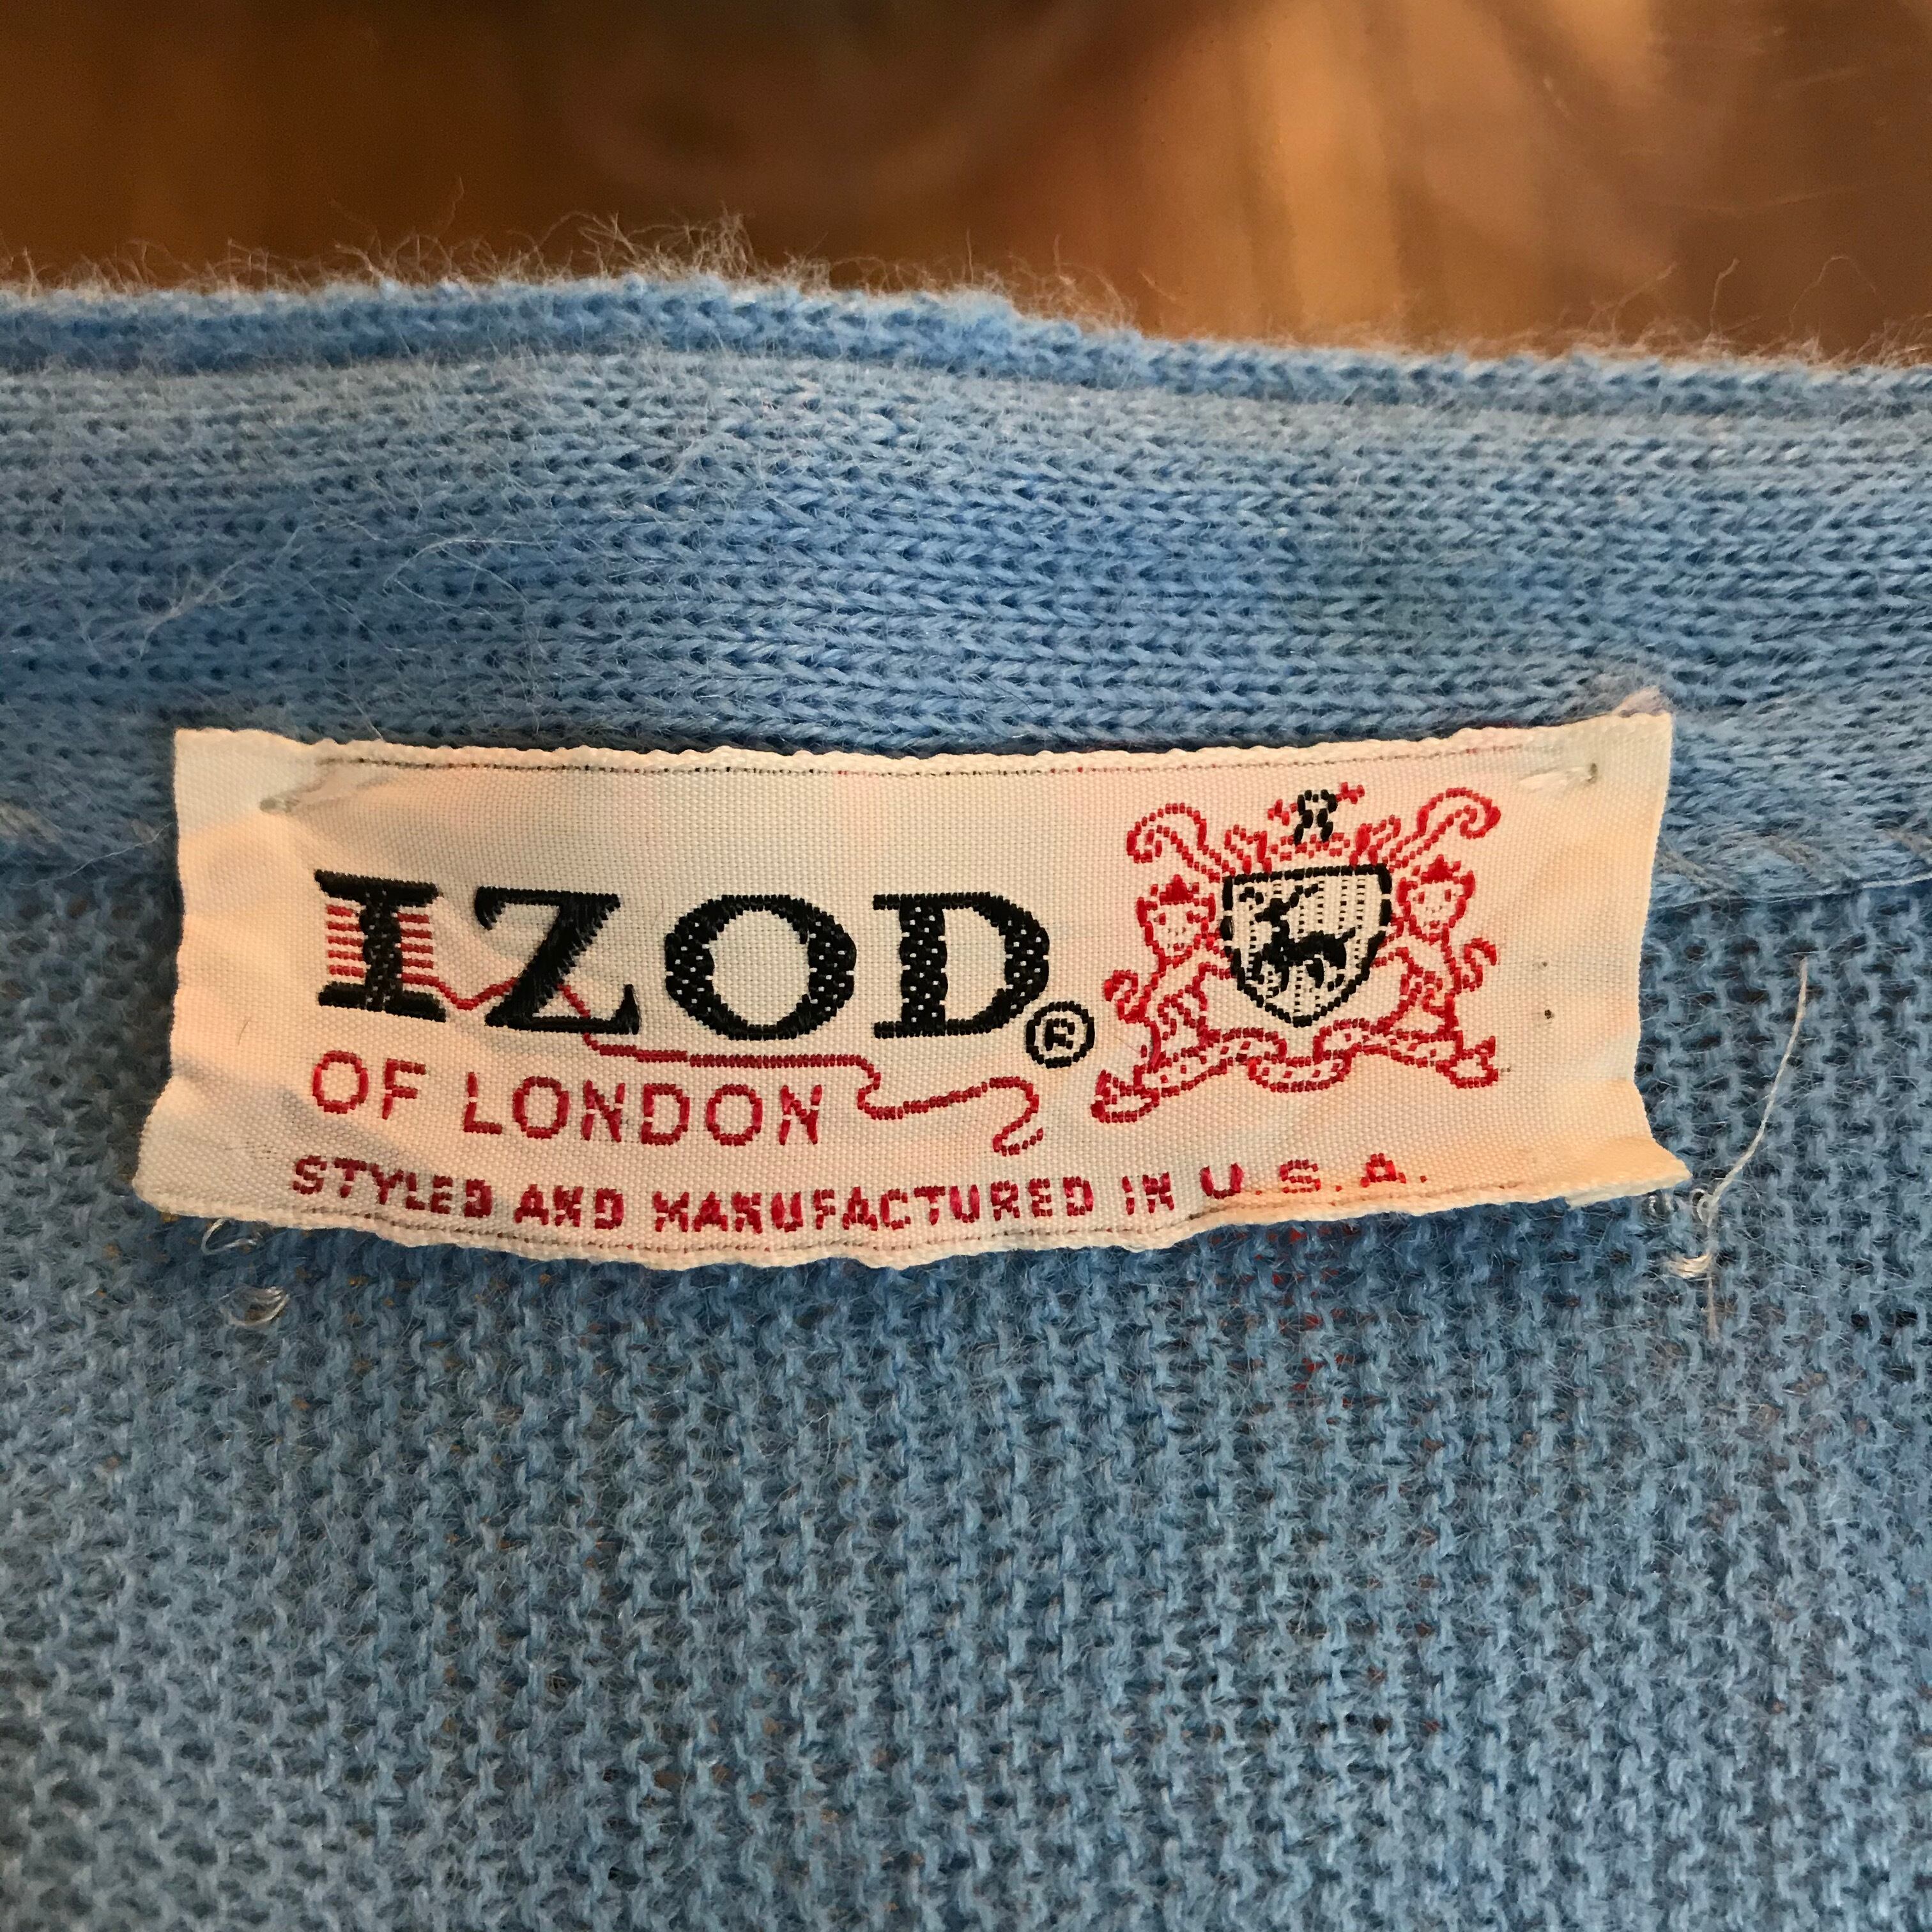 IZOD®
OF LONDON
STYLED AND MANUFACTURED IN U.S.A.